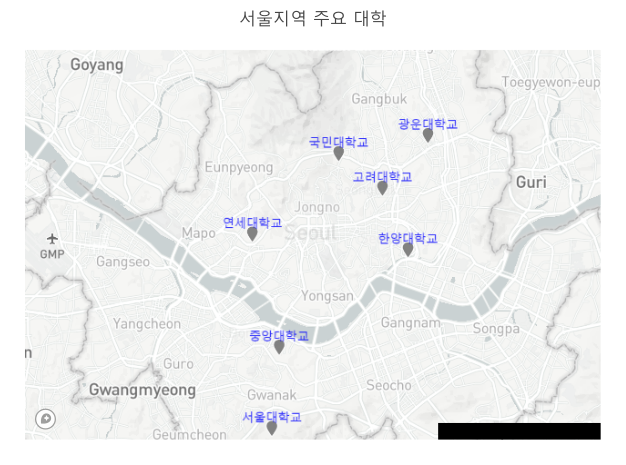 서울지역 주요 대학
Goyang
Toegyewon-eup
Gangbuk
광운대학교
국민대학교
Eunpyeong
고려대학교
Guri
Jongno
연세대학교
Mapo
Seoul
한양대학교
GMP
Gangseo
Yongsan
Yangcheon
Gangnam
Songpa
중앙대학교
n
Guro
Gwangmyeong
Seocho
Gwanak
서울대학교
Geumcheon